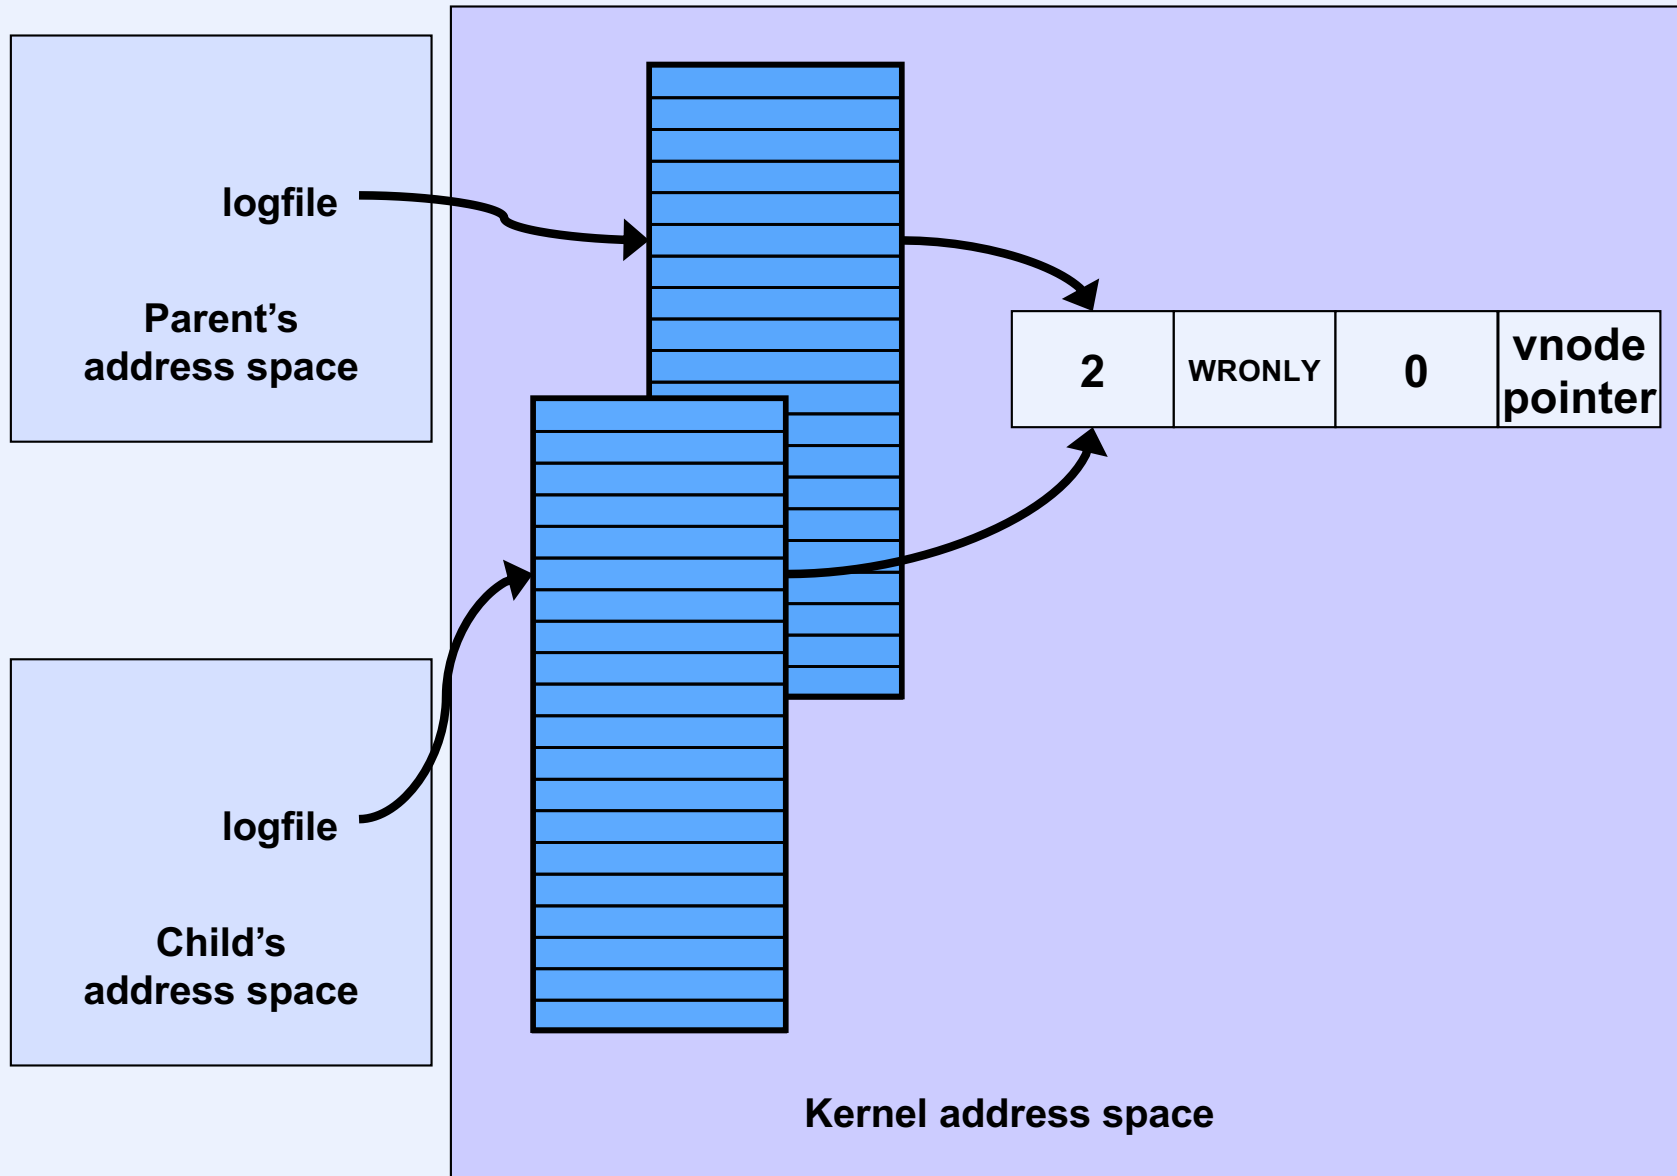 logfile
Parent’s
address space
2
WRONLY
0
vnode
pointer
logfile
Child’s
address space
Kernel address space